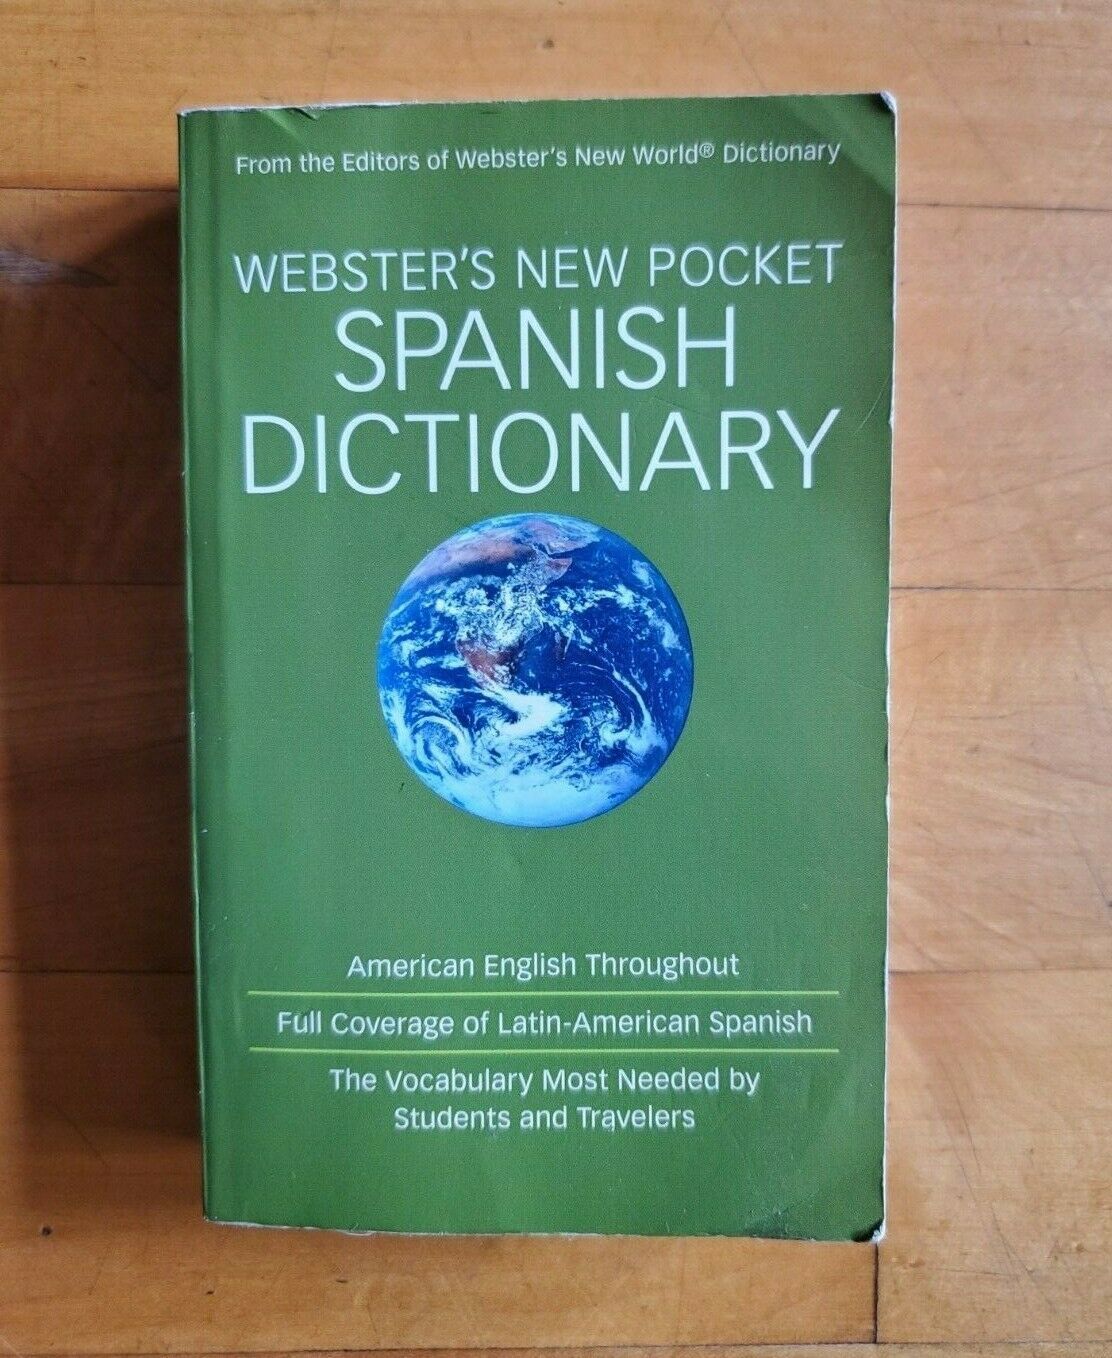 From the Editors of Webster's New World® Dictionary
WEBSTER'S NEW POCKET
SPANISH
DICTIONARY
American English Throughout
Full Coverage of Latin-American Spanish
The Vocabulary Most Needed by
Students and Travelers